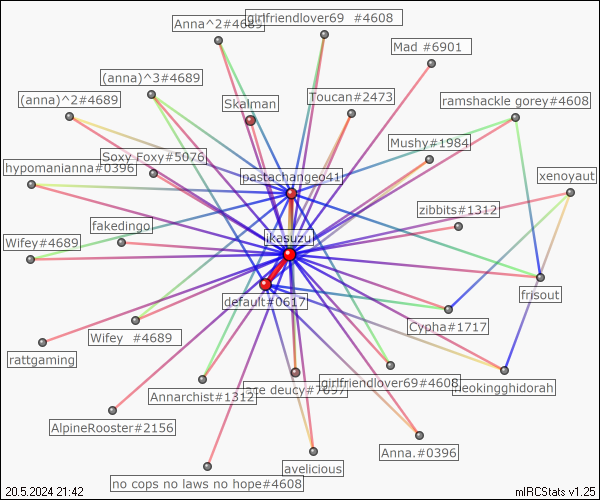 Anna^2#4689
girlfriendlover69 #4608
Mad #6901
(anna)^3#4689
(anna)^2#4689
Skalman
Toucan#2473
ramshackle gorey#4608
Mushy#1984
Soxy Foxy#5076
hypomanianna#0396
pastachangeo41
xenoyaut
zibbits#1312
fakedingo
ikasuzu
Wifey#4689
default#0617
frisout
Wifey #4689
Cypha#1717
rattgaming
girlfriendlover69#4608
Annarchist#1312
deucy#7697
neokingghidorah
AlpineRooster#2156
Anna.#0396
avelicious
no cops no laws no hope#4608
20.5.2024 21:42
mIRCStats v1.25